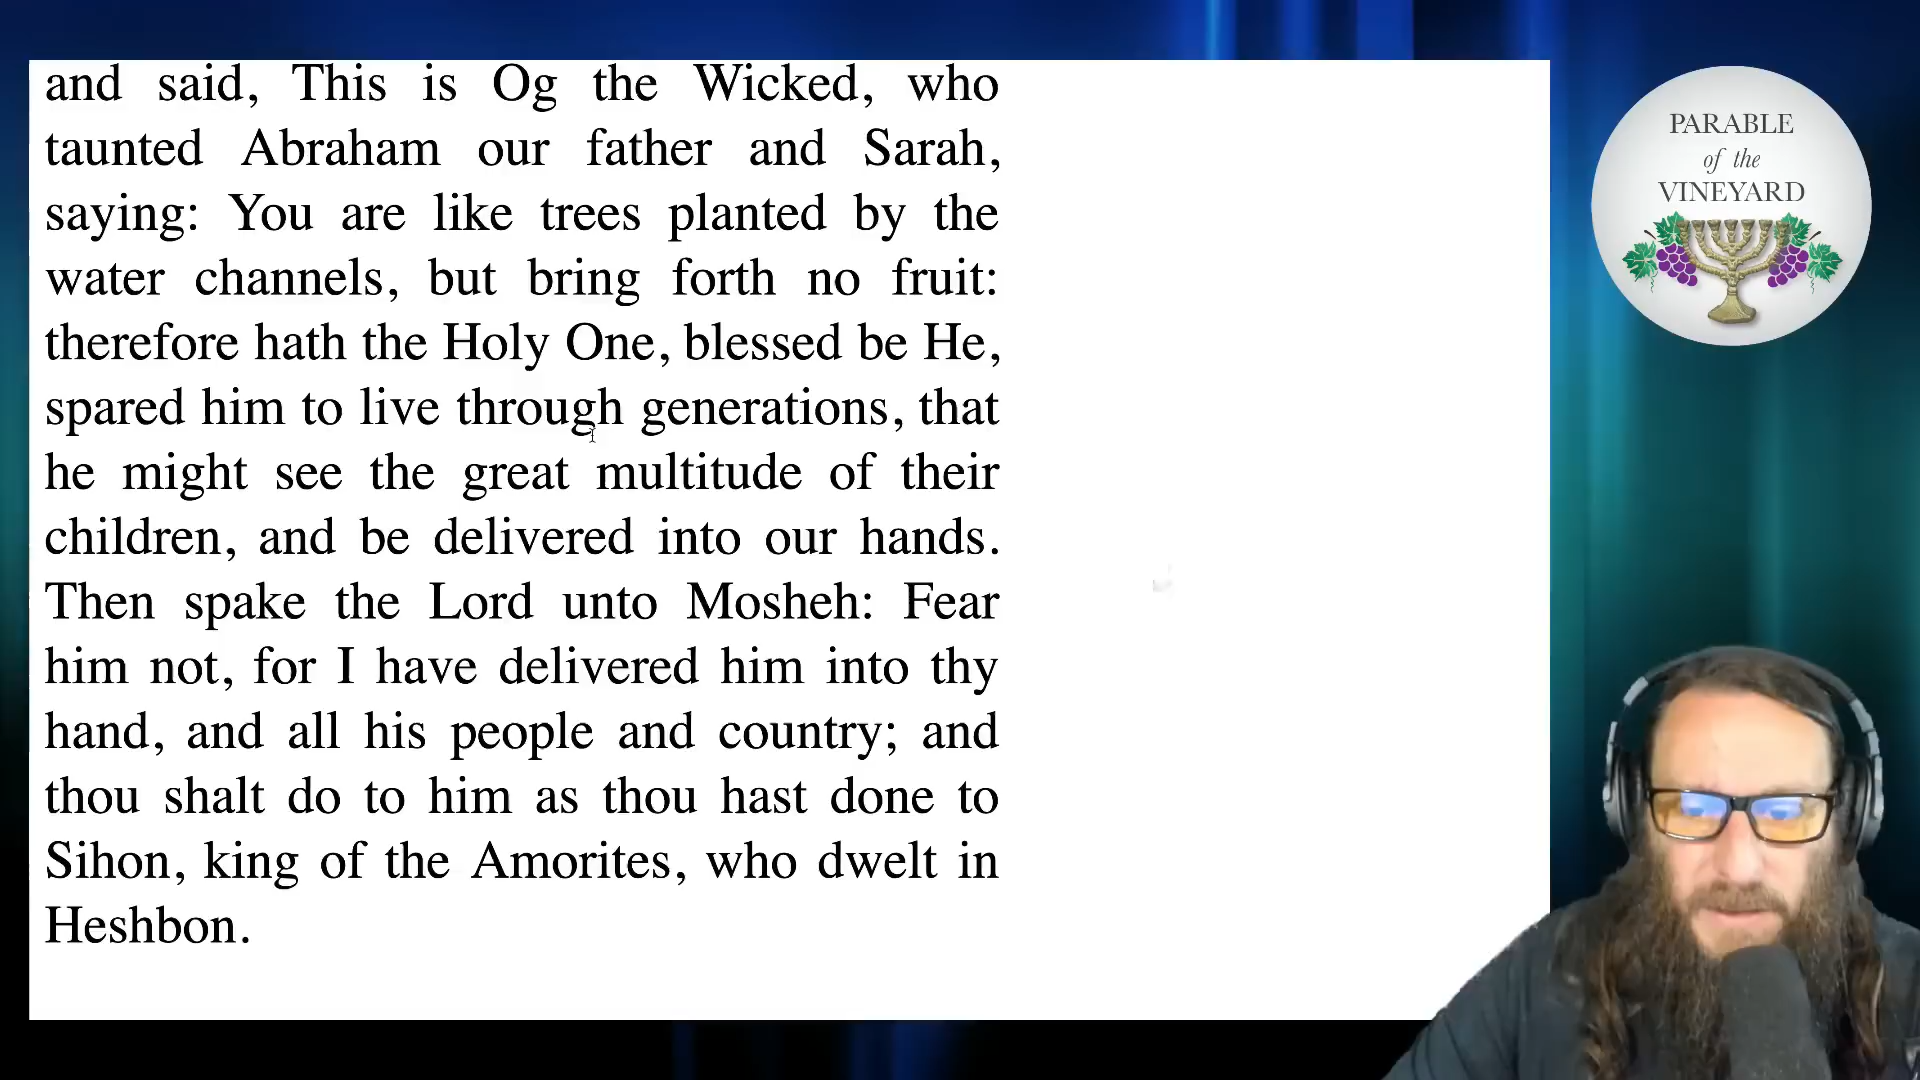 and said, This is Og the Wicked, who
taunted Abraham our father and Sarah,
saying: You are like trees planted by the
water channels, but bring forth no fruit:
therefore hath the Holy One, blessed be He,
spared him to live through generations, that
he might see the great multitude of their
children, and be delivered into our hands.
Then spake the Lord unto Mosheh: Fear
him not, for I have delivered him into thy
hand, and all his people and country; and
thou shalt do to him as thou hast done to
Sihon, king of the Amorites, who dwelt in
Heshbon.
PARABLE
of the
VINEYARD